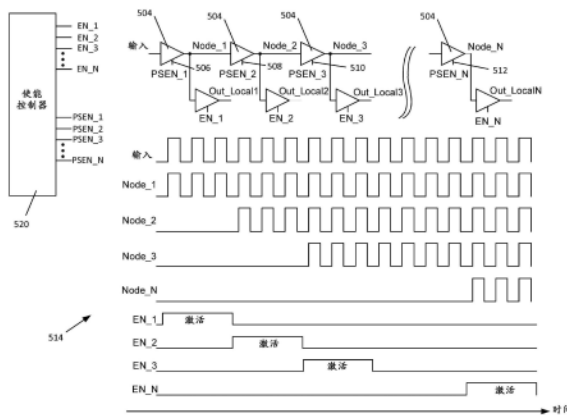 EN_1
EN_2
EN_3
EN_N
使能
控制器
PSEN_1
PSEN_2
PSEN_3
PSEN_N
520
504 504 504 504
输入 Node_1 Node_2 Node_3 Node_N
506 508 510 512
PSEN_1 PSEN_2 PSEN_3 PSEN_N
Out_Local1 Out_Local2 Out_Local3 Out_LocalN
EN_1 EN_2 EN_3 EN_N
输入
Node_1
Node_2
Node_3
Node_N
514
EN_1 激活
EN_2 激活
EN_3 激活
EN_N 激活
时间